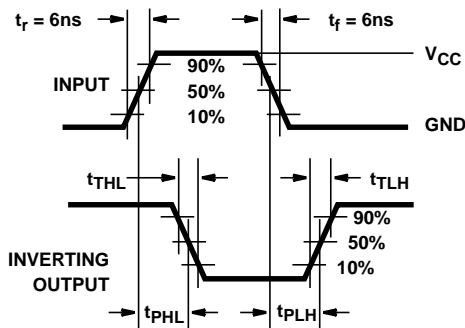 t_r = 6ns
t_f = 6ns
V_CC
90%
INPUT
50%
10%
GND
t_THL
t_TLH
90%
50%
INVERTING
OUTPUT
10%
t_PHL
t_PLH